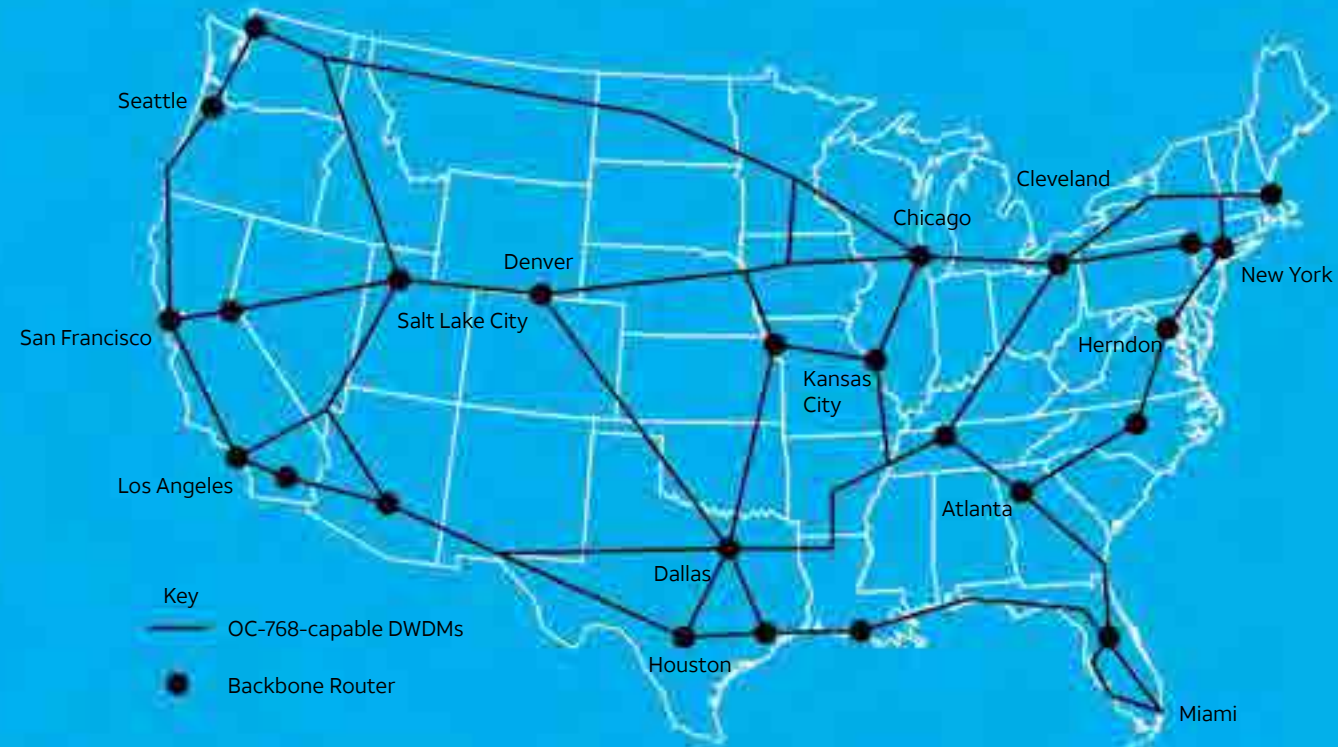 Seattle
Cleveland
Chicago
Denver
New York
Salt Lake City
San Francisco
Herndon
Kansas
City
Los Angeles
Atlanta
Dallas
Key
OC-768-capable DWDMs
Houston
Backbone Router
Miami